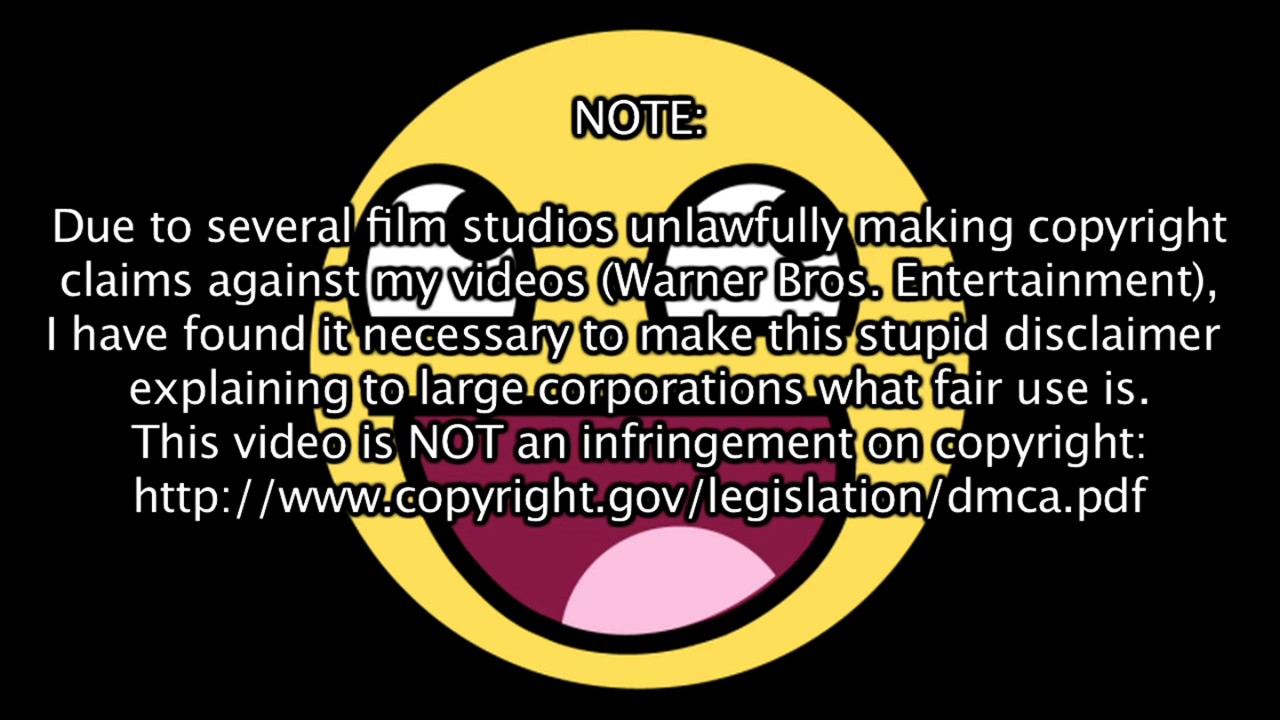 NOTE:
Due to several film studios unlawfully making copyright
claims against my videos (Warner Bros. Entertainment),
I have found it necessary to make this stupid disclaimer
explaining to large corporations what fair use is.
This video is NOT an infringement on copyright:
http://www.copyright.gov/legislation/dmca.pdf